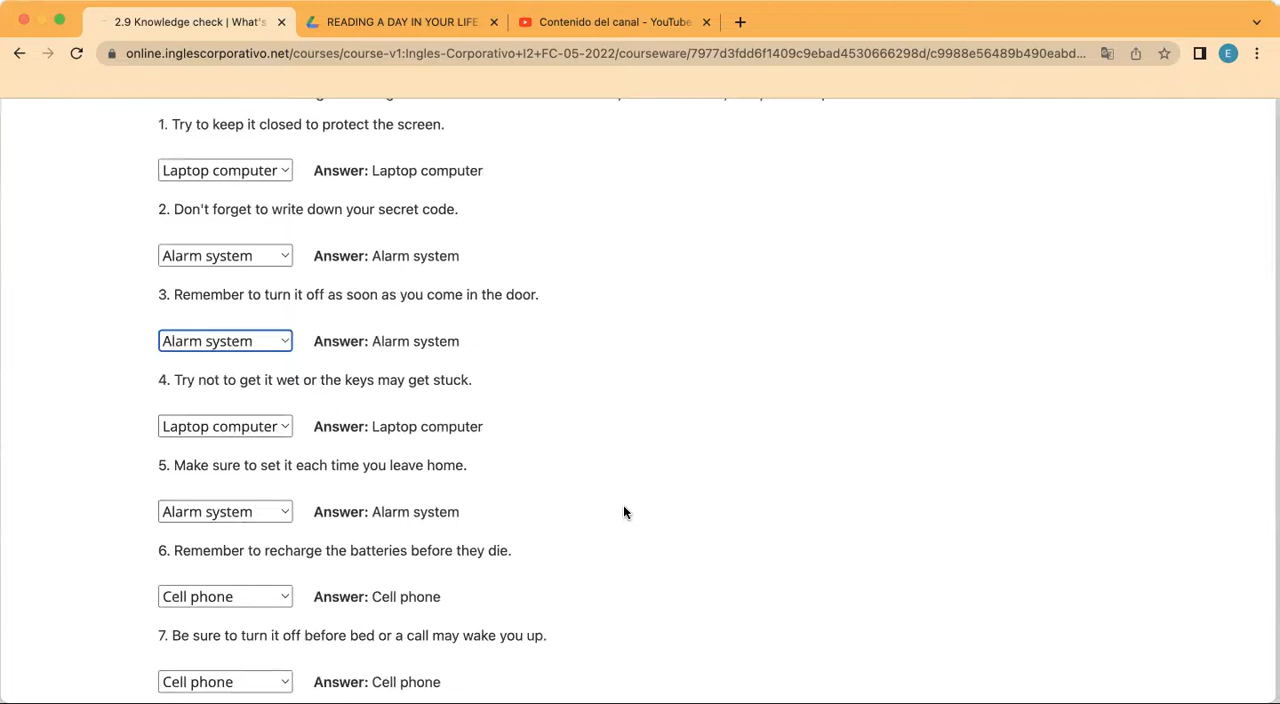 2.9 Knowledge check | What's
READING A DAY IN YOUR LIFE
Contenido del canal - YouTube
online.inglescorporativo.net/courses/course-v1:Ingles-Corporativo+I2+FC-05-2022/courseware/7977d3fdd6f1409c9ebad4530666298d/c9988e56489b490eabd...
E
1. Try to keep it closed to protect the screen.
Laptop computer Answer: Laptop computer
2. Don't forget to write down your secret code.
Alarm system Answer: Alarm system
3. Remember to turn it off as soon as you come in the door.
Alarm system Answer: Alarm system
4. Try not to get it wet or the keys may get stuck.
Laptop computer Answer: Laptop computer
5. Make sure to set it each time you leave home.
Alarm system Answer: Alarm system
6. Remember to recharge the batteries before they die.
Cell phone Answer: Cell phone
7. Be sure to turn it off before bed or a call may wake you up.
Cell phone Answer: Cell phone